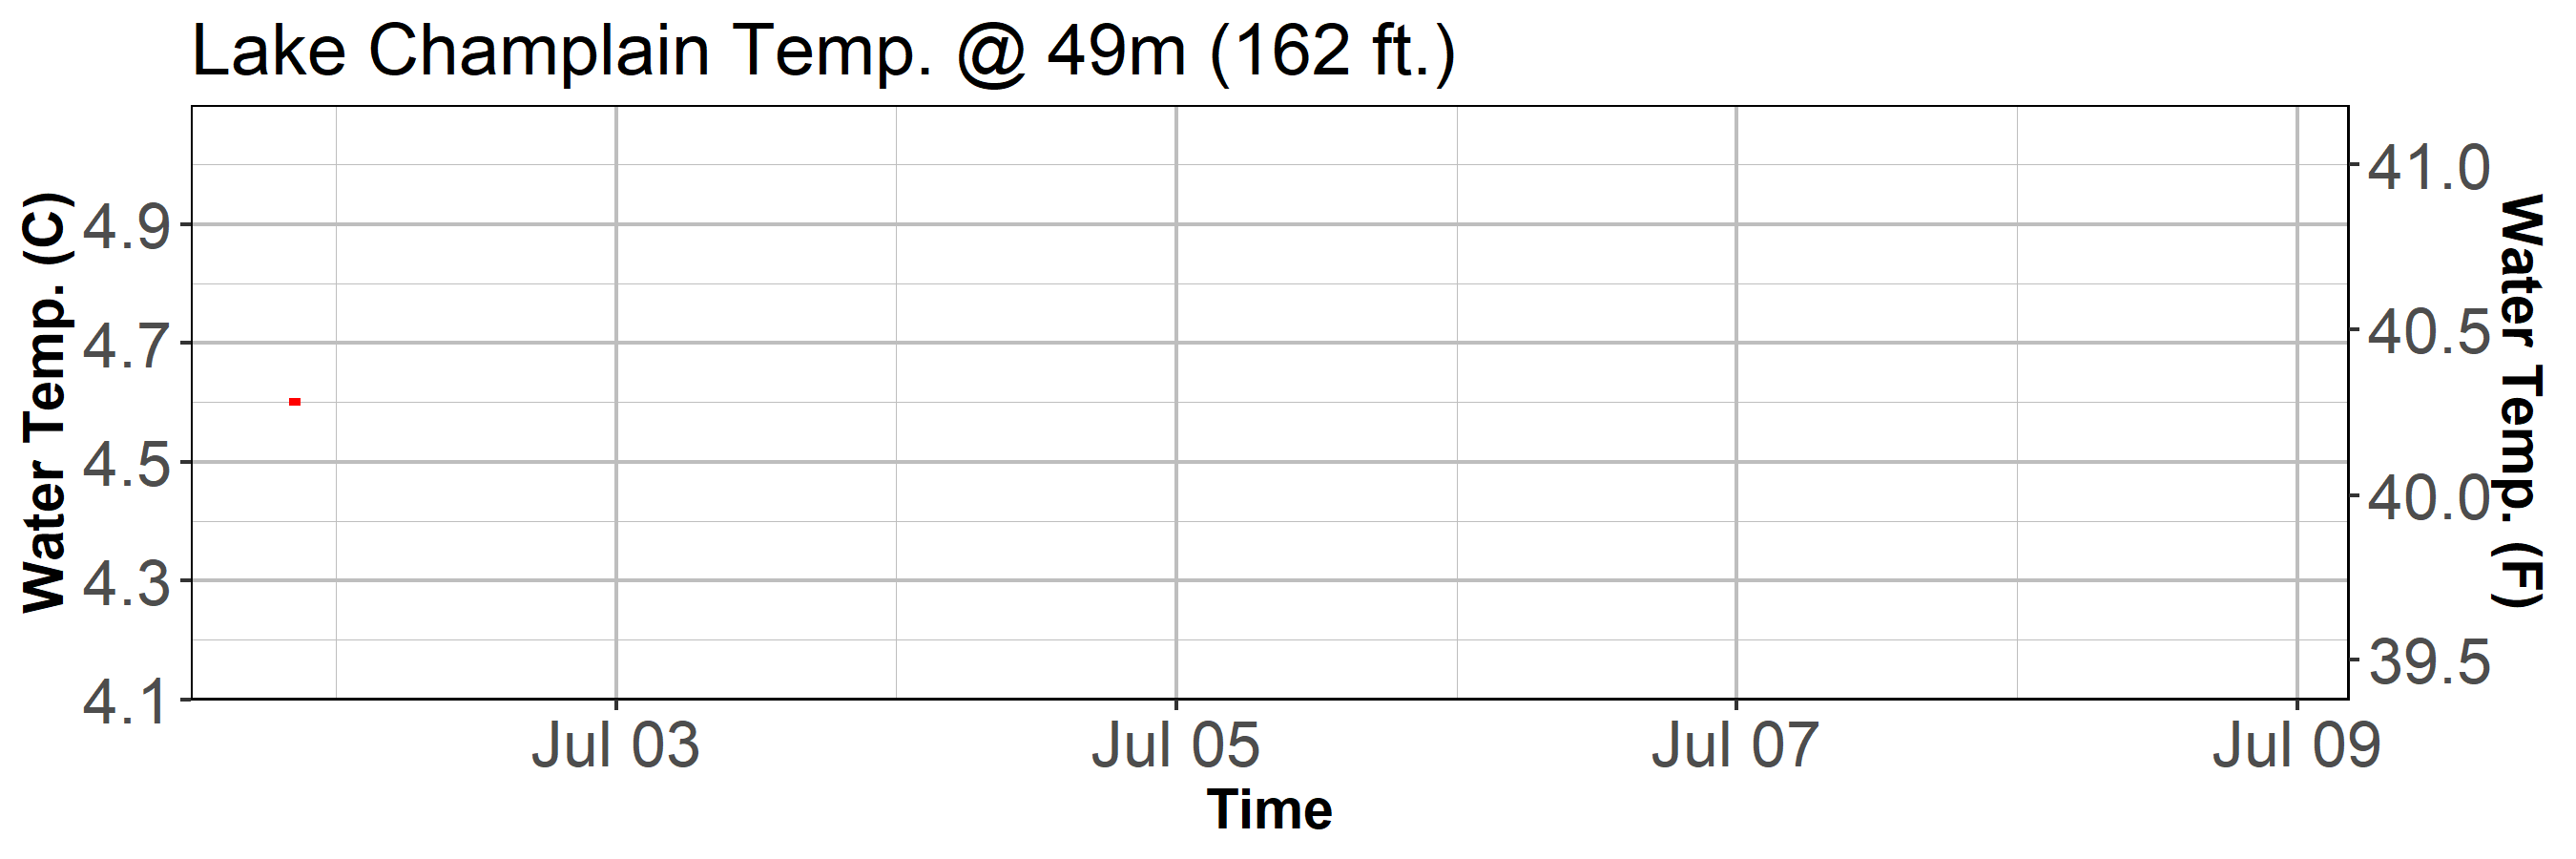 Lake Champlain Temp. @ 49m (162 ft.)
Water Temp. (C)
4.9
4.7
4.5
4.3
4.1
41.0
40.5
40.0
39.5
Water Temp. (F)
Jul 03 Jul 05 Jul 07 Jul 09
Time